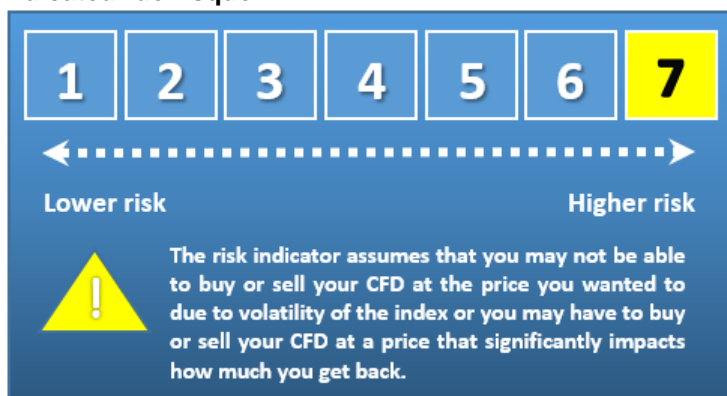 1 2 3 4 5 6 7
Lower risk Higher risk
!
The risk indicator assumes that you may not be able
to buy or sell your CFD at the price you wanted to
due to volatility of the index or you may have to buy
or sell your CFD at a price that significantly impacts
how much you get back.